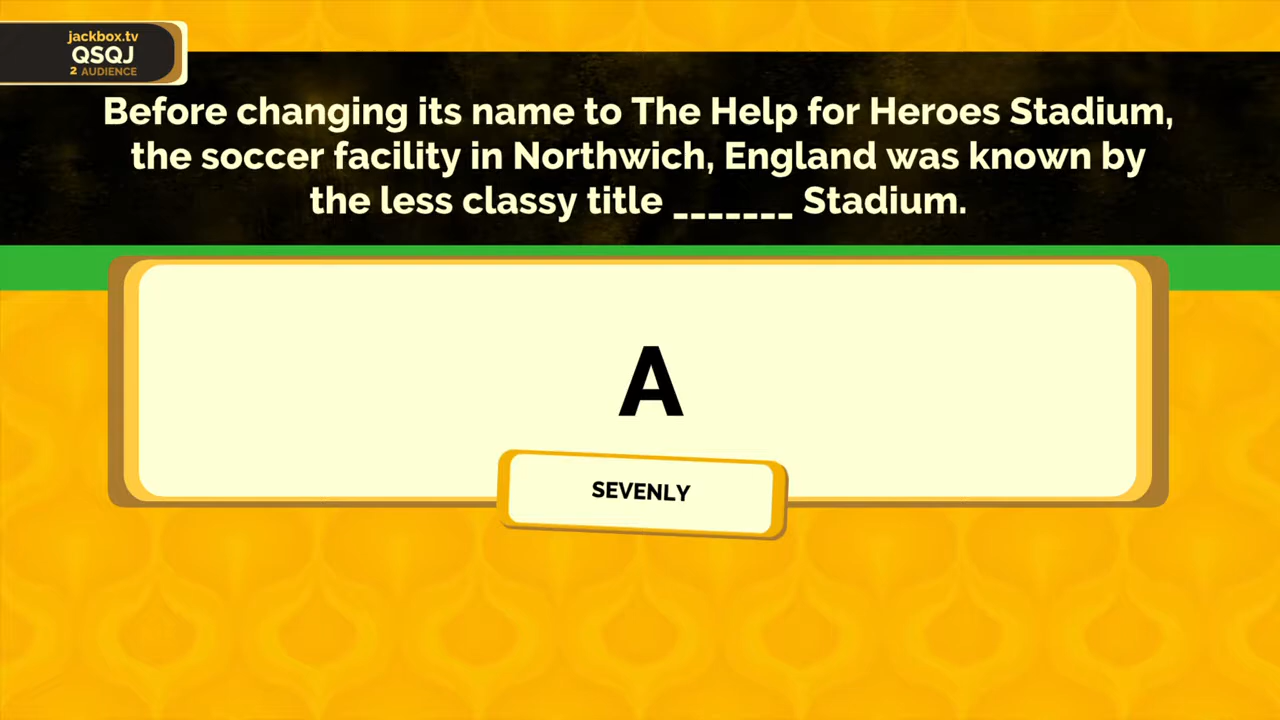 jackbox.tv
QSQJ
2 AUDIENCE
Before changing its name to The Help for Heroes Stadium,
the soccer facility in Northwich, England was known by
the less classy title _______ Stadium.
A
SEVENLY